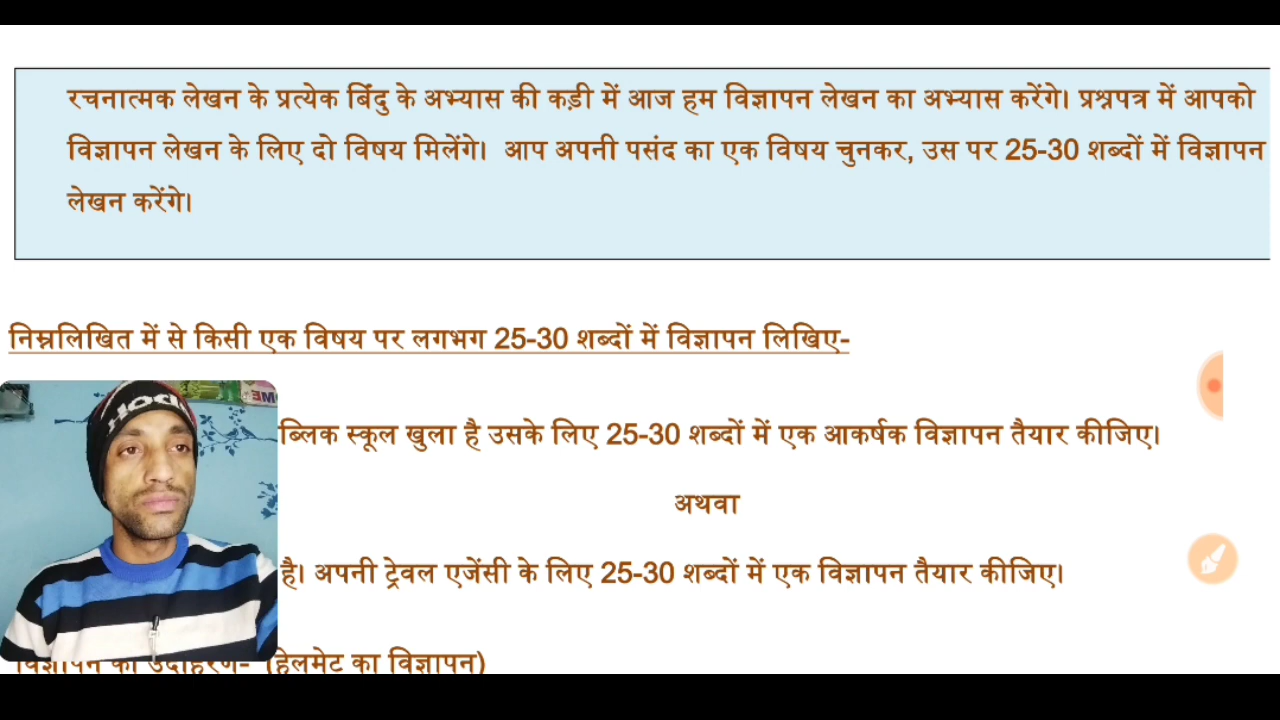 रचनात्मक लेखन के प्रत्येक बिंदु के अभ्यास की कड़ी में आज हम विज्ञापन लेखन का अभ्यास करेंगे। प्रश्नपत्र में आपको
विज्ञापन लेखन के लिए दो विषय मिलेंगे। आप अपनी पसंद का एक विषय चुनकर, उस पर 25-30 शब्दों में विज्ञापन
लेखन करेंगे।
निम्नलिखित में से किसी एक विषय पर लगभग 25-30 शब्दों में विज्ञापन लिखिए-
ब्लिक स्कूल खुला है उसके लिए 25-30 शब्दों में एक आकर्षक विज्ञापन तैयार कीजिए।
अथवा
है। अपनी ट्रेवल एजेंसी के लिए 25-30 शब्दों में एक विज्ञापन तैयार कीजिए।
विज्ञापन का उदाहरण- (हेलमेट का विज्ञापन)